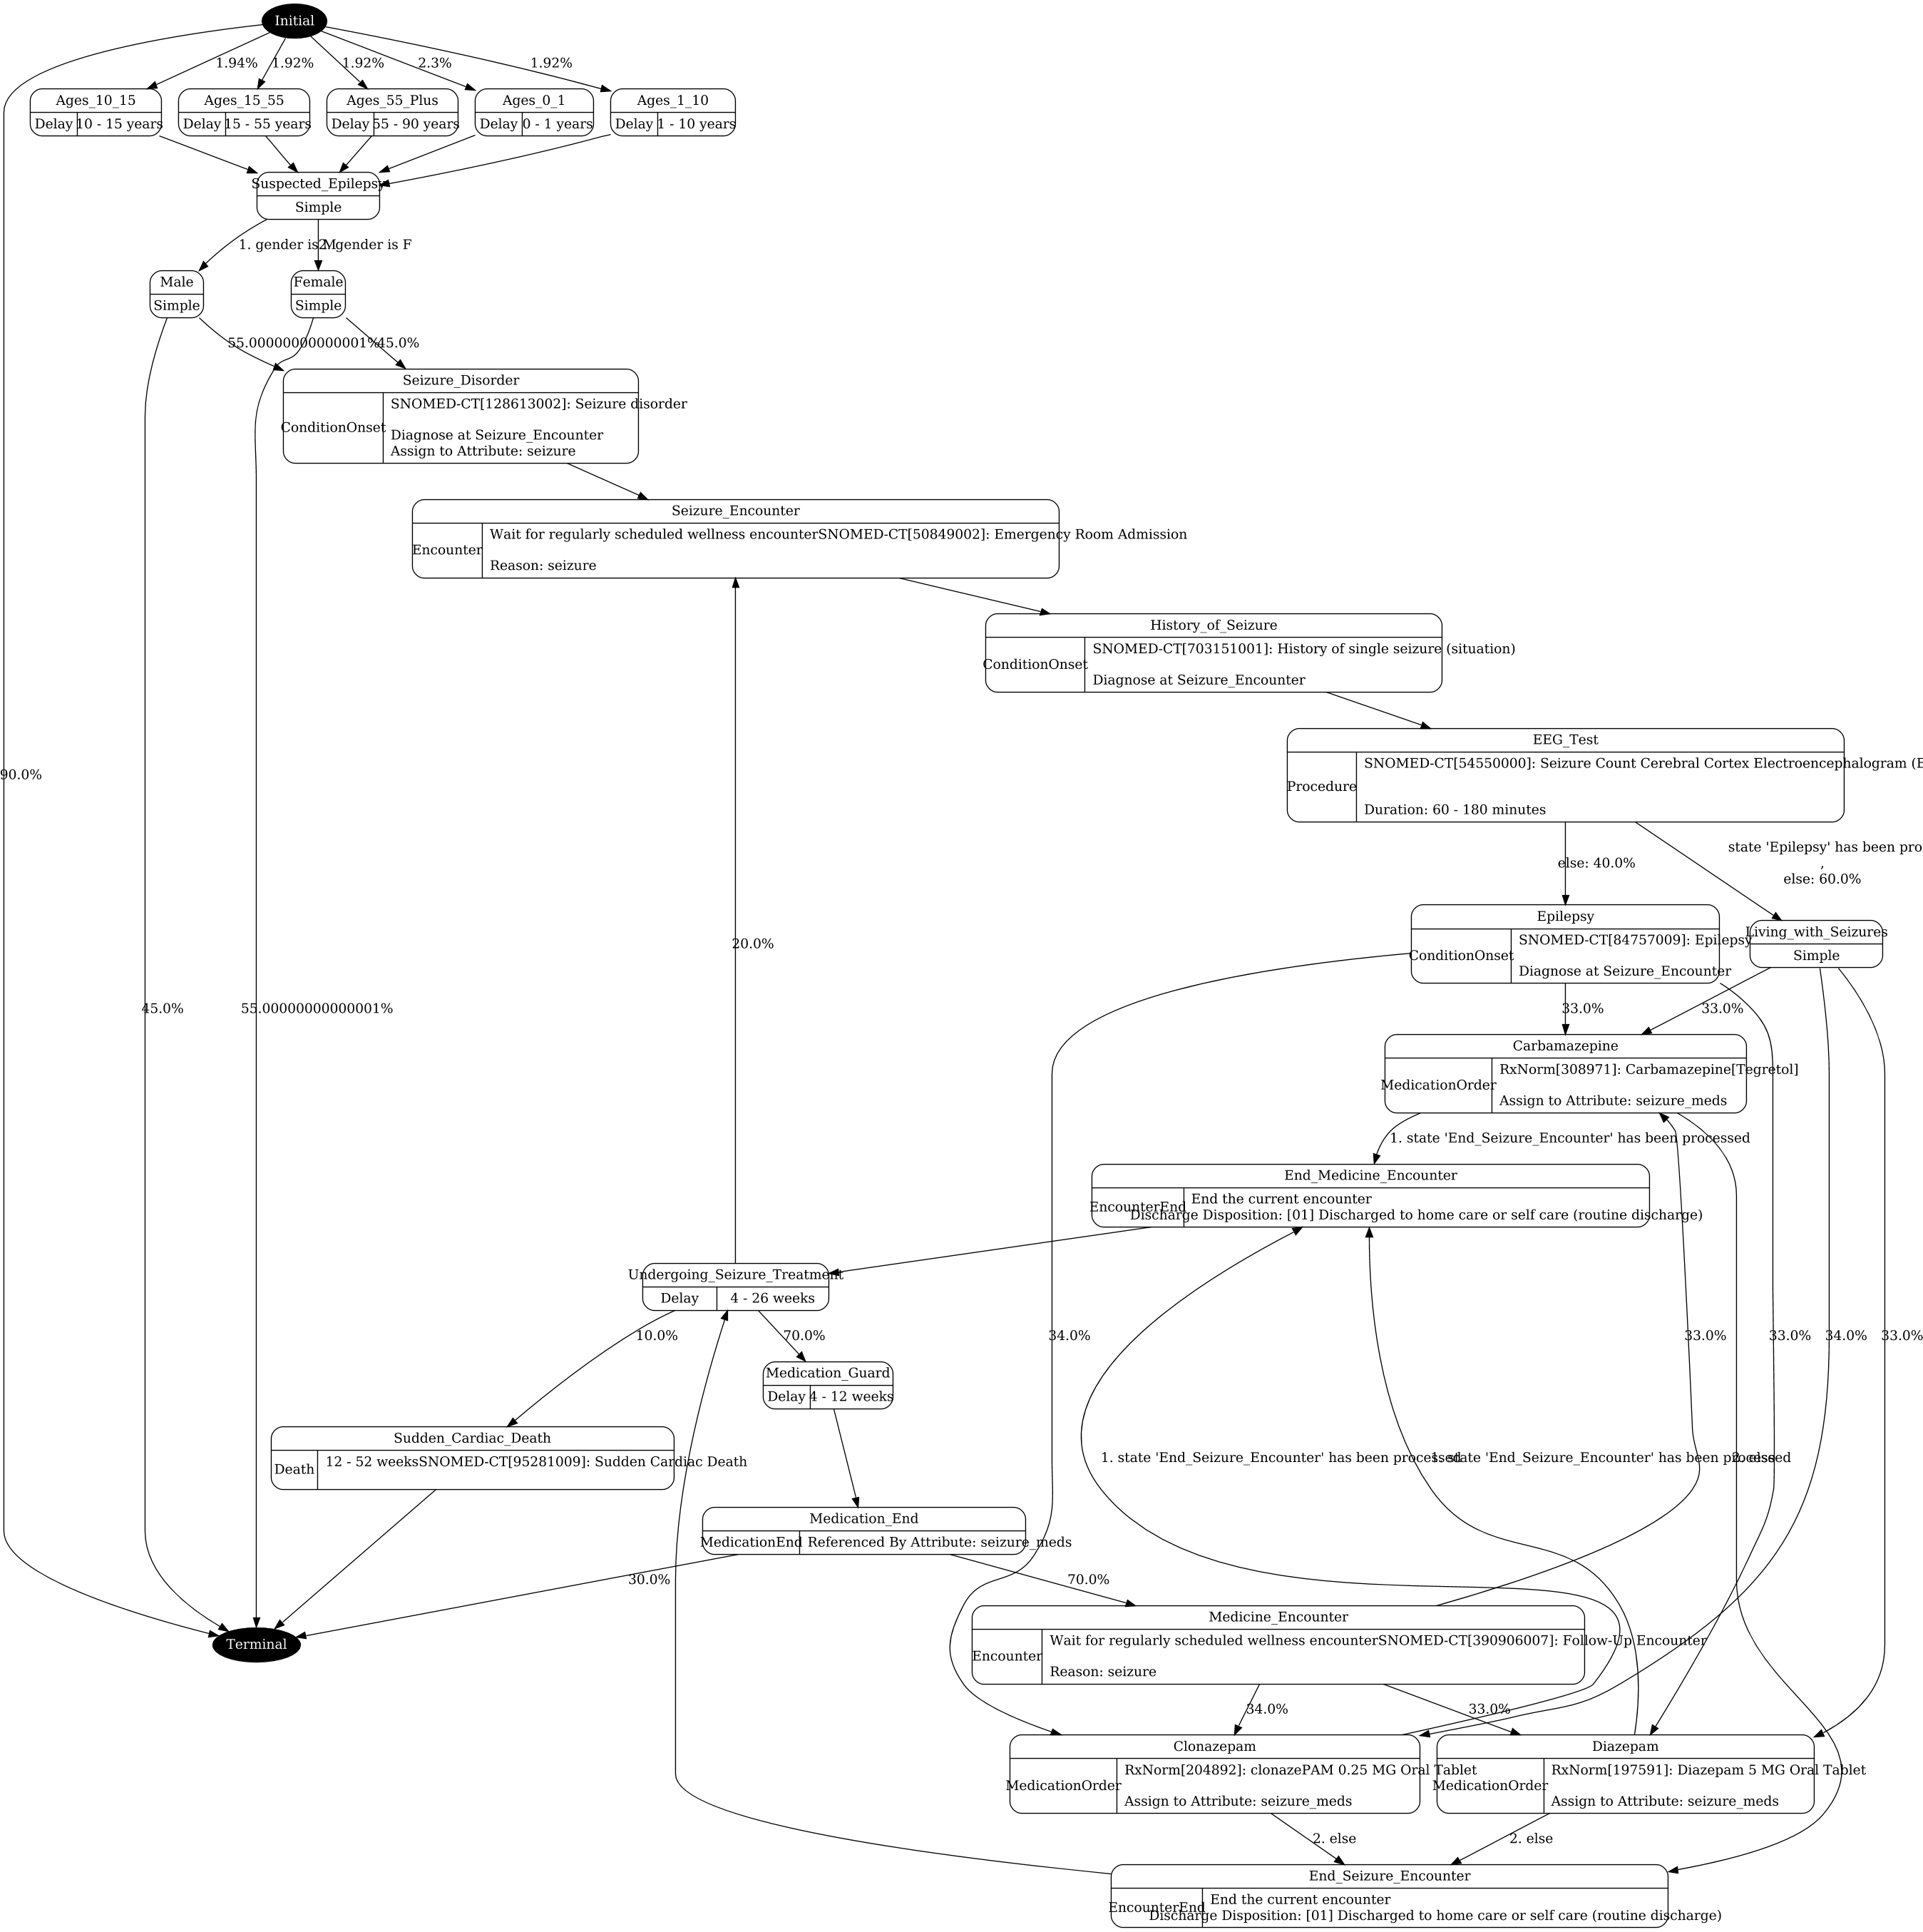 Initial
1.94%
1.92%
1.92%
2.3%
1.92%
Ages_10_15
Delay
10 - 15 years
Ages_15_55
Delay
15 - 55 years
Ages_55_Plus
Delay
55 - 90 years
Ages_0_1
Delay
0 - 1 years
Ages_1_10
Delay
1 - 10 years
Suspected_Epilepsy
Simple
1. gender is M
2. gender is F
Male
Simple
Female
Simple
55.00000000000001%
45.0%
Seizure_Disorder
ConditionOnset
SNOMED-CT[128613002]: Seizure disorder
Diagnose at Seizure_Encounter
Assign to Attribute: seizure
Seizure_Encounter
Encounter
Wait for regularly scheduled wellness encounterSNOMED-CT[50849002]: Emergency Room Admission
Reason: seizure
History_of_Seizure
ConditionOnset
SNOMED-CT[703151001]: History of single seizure (situation)
Diagnose at Seizure_Encounter
90.0%
EEG_Test
Procedure
SNOMED-CT[54550000]: Seizure Count Cerebral Cortex Electroencephalogram (E
Duration: 60 - 180 minutes
else: 40.0%
state 'Epilepsy' has been pro
,
else: 60.0%
20.0%
Epilepsy
ConditionOnset
SNOMED-CT[84757009]: Epilepsy
Diagnose at Seizure_Encounter
Living_with_Seizures
Simple
45.0%
55.00000000000001%
33.0%
33.0%
Carbamazepine
MedicationOrder
RxNorm[308971]: Carbamazepine[Tegretol]
Assign to Attribute: seizure_meds
1. state 'End_Seizure_Encounter' has been processed
End_Medicine_Encounter
EncounterEnd
End the current encounter
Discharge Disposition: [01] Discharged to home care or self care (routine discharge)
Undergoing_Seizure_Treatment
Delay
4 - 26 weeks
10.0%
70.0%
34.0%
33.0%
33.0%
34.0%
33.0%
Medication_Guard
Delay
4 - 12 weeks
Sudden_Cardiac_Death
Death
12 - 52 weeksSNOMED-CT[95281009]: Sudden Cardiac Death
1. state 'End_Seizure_Encounter' has been processed
1. state 'End_Seizure_Encounter' has been processed
2. else
Medication_End
MedicationEnd
Referenced By Attribute: seizure_meds
30.0%
70.0%
Terminal
Medicine_Encounter
Encounter
Wait for regularly scheduled wellness encounterSNOMED-CT[390906007]: Follow-Up Encounter
Reason: seizure
34.0%
33.0%
Clonazepam
MedicationOrder
RxNorm[204892]: clonazePAM 0.25 MG Oral Tablet
Assign to Attribute: seizure_meds
Diazepam
MedicationOrder
RxNorm[197591]: Diazepam 5 MG Oral Tablet
Assign to Attribute: seizure_meds
2. else
2. else
End_Seizure_Encounter
EncounterEnd
End the current encounter
Discharge Disposition: [01] Discharged to home care or self care (routine discharge)